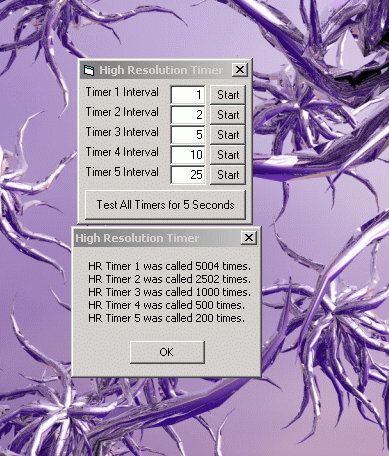 High Resolution Timer
Timer 1 Interval 1 Start
Timer 2 Interval 2 Start
Timer 3 Interval 5 Start
Timer 4 Interval 10 Start
Timer 5 Interval 25 Start
Test All Timers for 5 Seconds
High Resolution Timer
HR Timer 1 was called 5004 times.
HR Timer 2 was called 2502 times.
HR Timer 3 was called 1000 times.
HR Timer 4 was called 500 times.
HR Timer 5 was called 200 times.
OK